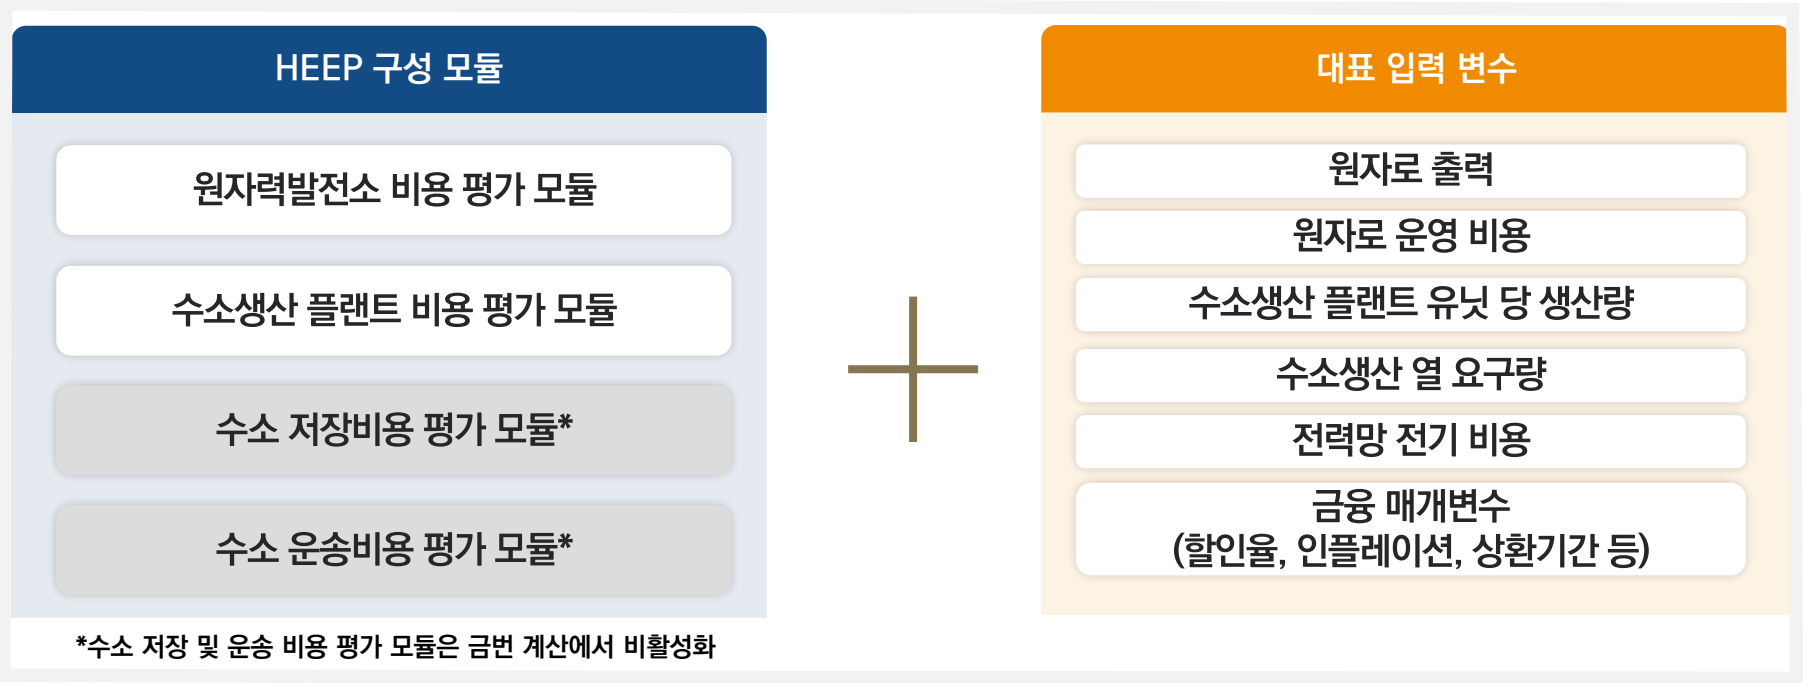 HEEP 구성 모듈
원자력발전소 비용 평가 모듈
수소생산 플랜트 비용 평가 모듈
수소 저장비용 평가 모듈*
수소 운송비용 평가 모듈*
*수소 저장 및 운송 비용 평가 모듈은 금번 계산에서 비활성화
대표 입력 변수
원자로 출력
원자로 운영 비용
수소생산 플랜트 유닛 당 생산량
수소생산 열 요구량
전력망 전기 비용
금융 매개변수
(할인율, 인플레이션, 상환기간 등)